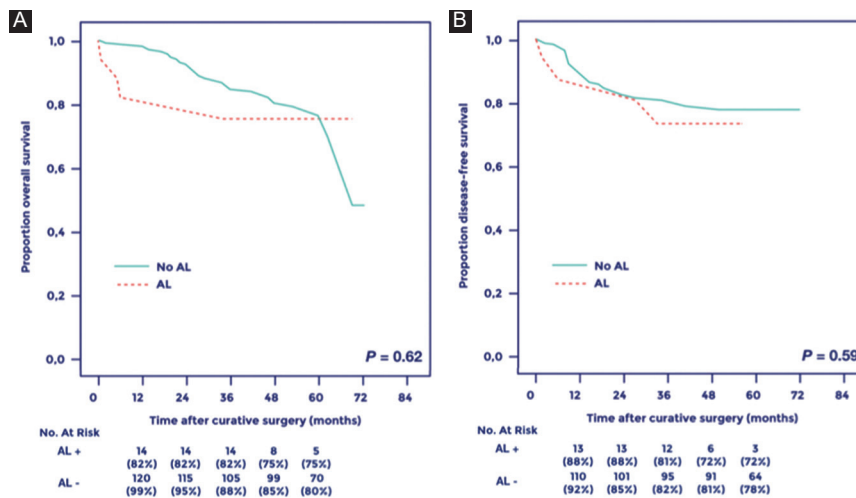 A
1,0
0,8
0,6
0,4
0,2
0,0
Proportion overall survival
No AL
AL
P = 0.62
0 12 24 36 48 60 72 84
Time after curative surgery (months)
No. At Risk
AL + 14 14 14 8 5
(82%) (82%) (82%) (75%) (75%)
AL - 120 115 105 99 70
(99%) (95%) (88%) (85%) (80%)
B
1,0
0,8
0,6
0,4
0,2
0,0
Proportion disease-free survival
No AL
AL
P = 0.59
0 12 24 36 48 60 72 84
Time after curative surgery (months)
13 13 12 6 3
(88%) (88%) (81%) (72%) (72%)
110 101 95 91 64
(92%) (85%) (82%) (81%) (78%)